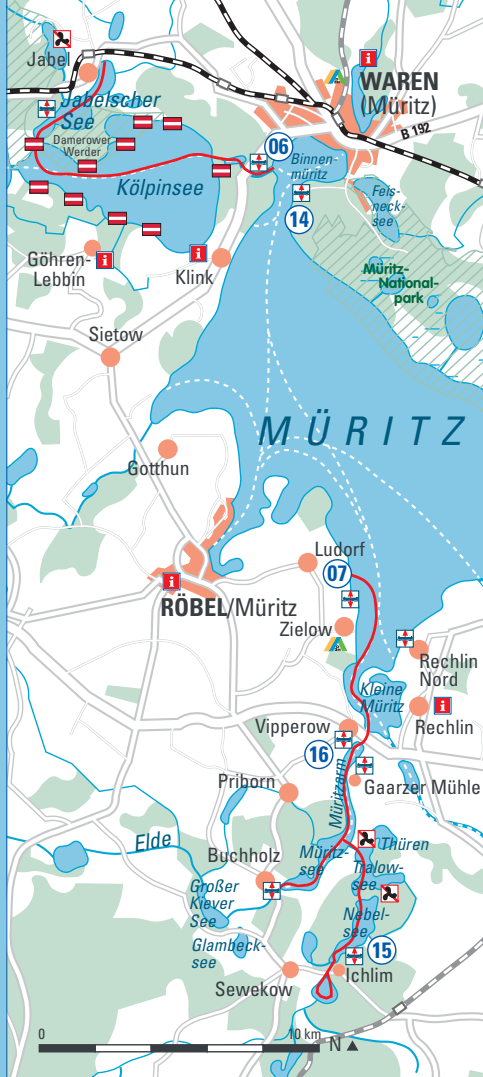 Jabel
WAREN
(Müritz)
B 192
Jabelscher
See
Damerower
Werder
06
Binnen-
müritz
Kölpinsee
Feis-
neck-
see
14
Göhren-
Lebbin
i
i
i
Klink
Müritz-
National-
park
Sietow
MÜRITZ
Gotthun
Ludorf
07
i
RÖBEL/Müritz
Zielow
Rechlin
Nord
Kleine
Müritz
i
Rechlin
Vipperow
16
Gaarzer Mühle
Priborn
Müritzarm
Elde
Thüren
Buchholz
Müritz-
see
Tralow-
see
Großer
Kiever
See
Nebel-
see
Glambeck-
see
15
Ichlim
Sewekow
0
10 km
N